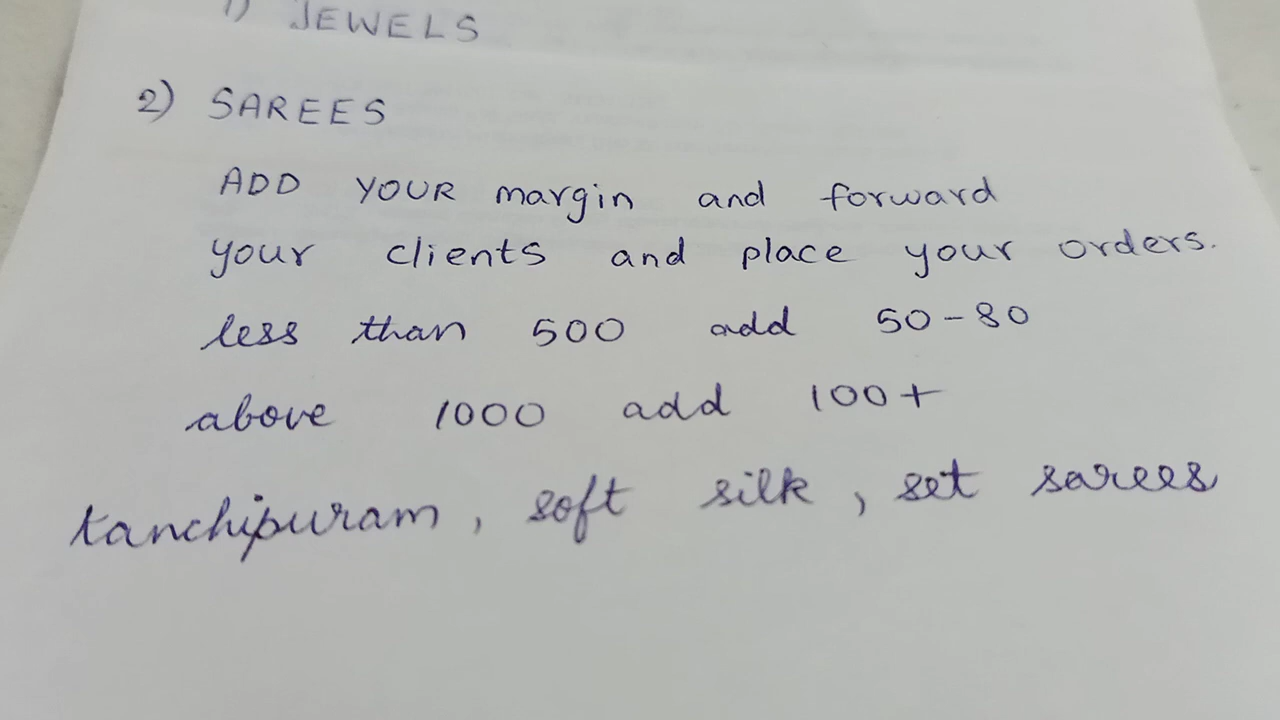 1) JEWELS
2) SAREES
ADD YOUR margin and forward
your clients and place your orders.
less than 500 add 50-80
above 1000 add 100+
kanchipuram, soft silk, set sarees